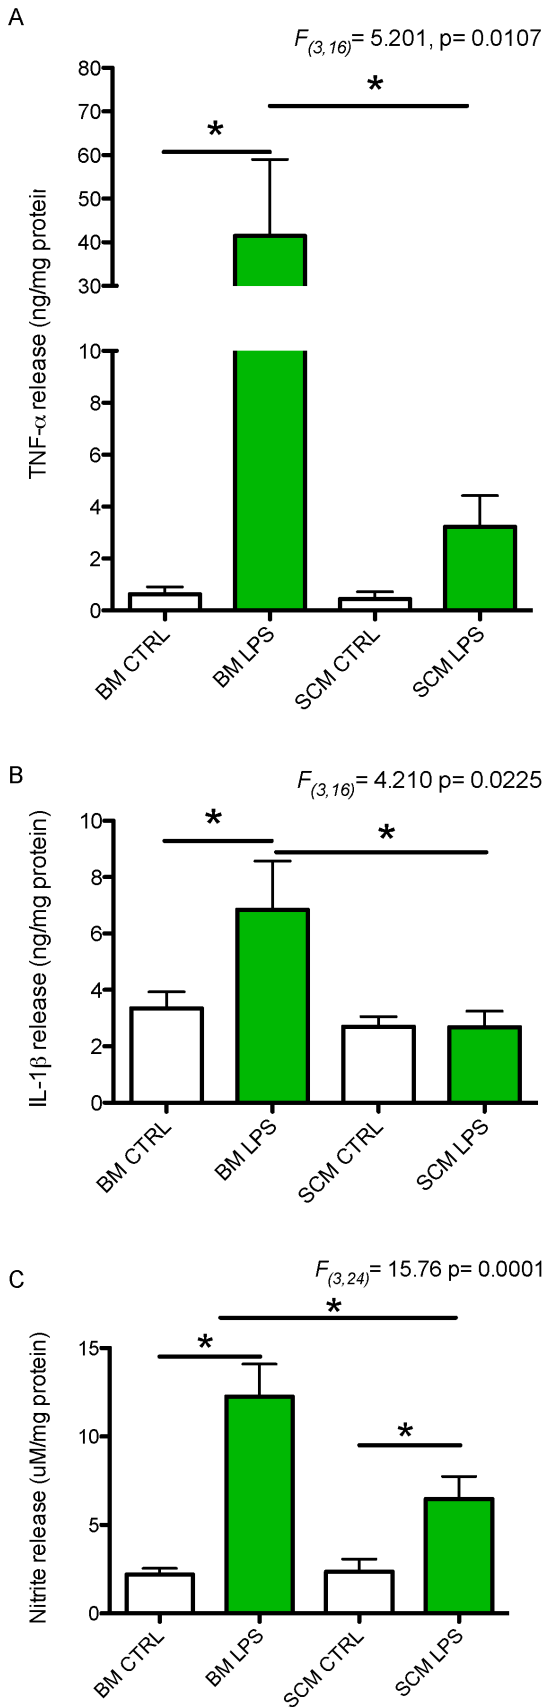 A
F(3,16)= 5.201, p= 0.0107
*
*
80
70
60
50
40
30
10
8
6
4
2
0
TNF-α release (ng/mg protein
BM CTRL
BM LPS
SCM CTRL
SCM LPS
B
F(3,16)= 4.210 p= 0.0225
*
*
10
8
6
4
2
0
IL-1β release (ng/mg protein)
BM CTRL
BM LPS
SCM CTRL
SCM LPS
C
F(3,24)= 15.76 p= 0.0001
*
*
*
15
10
5
0
Nitrite release (uM/mg protein)
BM CTRL
BM LPS
SCM CTRL
SCM LPS